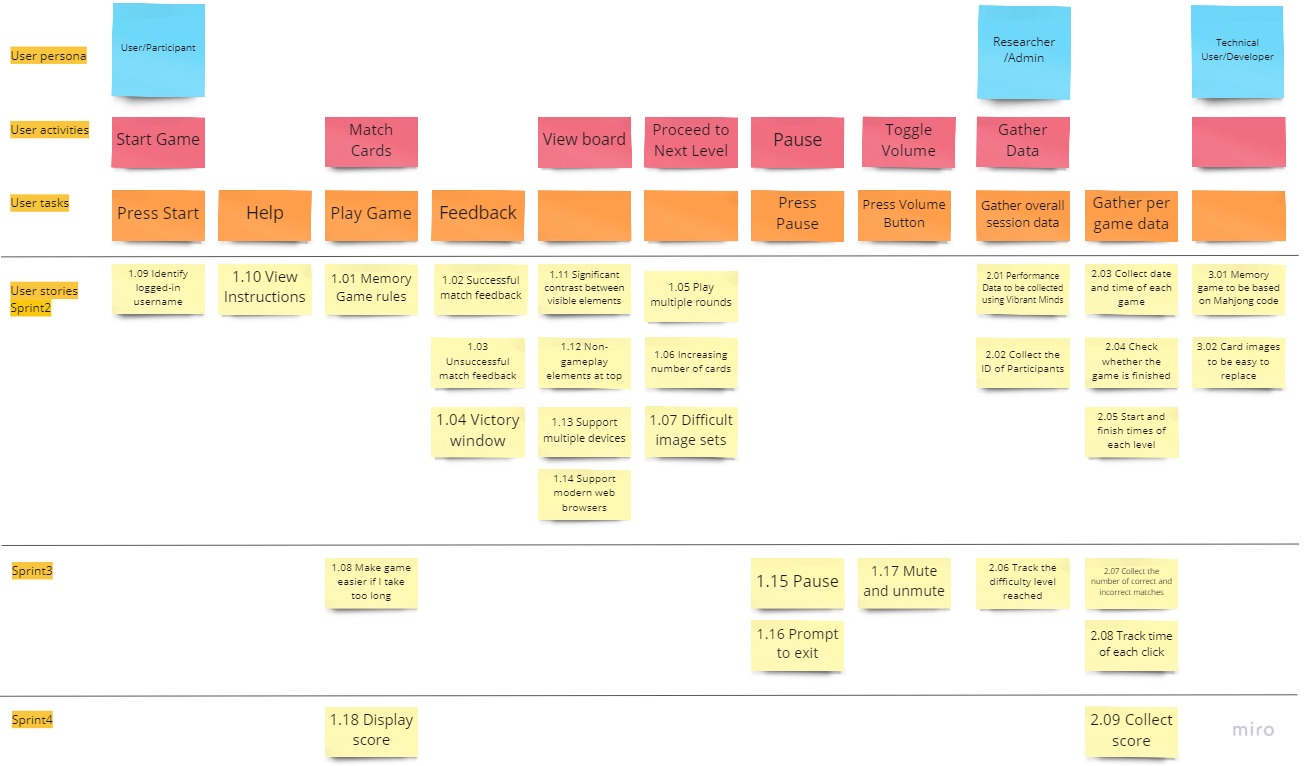 User persona
User/Participant
Researcher
/Admin
Technical
User/Developer
User activities
Start Game
Match
Cards
View board
Proceed to
Next Level
Pause
Toggle
Volume
Gather
Data
User tasks
Press Start
Help
Play Game
Feedback
Press
Pause
Press Volume
Button
Gather overall
session data
Gather per
game data
User stories
Sprint2
1.09 Identify
logged-in
username
1.10 View
Instructions
1.01 Memory
Game rules
1.02 Successful
match feedback
1.11 Significant
contrast between
visible elements
1.05 Play
multiple rounds
2.01 Performance
Data to be collected
using Vibrant Minds
2.03 Collect date
and time of each
game
3.01 Memory
game to be based
on Mahjong code
1.03
Unsuccessful
match feedback
1.12 Non-
gameplay
elements at top
1.06 Increasing
number of cards
2.02 Collect the
ID of Participants
2.04 Check
whether the
game is finished
3.02 Card images
to be easy to
replace
1.04 Victory
window
1.13 Support
multiple devices
1.07 Difficult
image sets
2.05 Start and
finish times of
each level
1.14 Support
modern web
browsers
Sprint3
1.08 Make game
easier if I take
too long
1.15 Pause
1.17 Mute
and unmute
2.06 Track the
difficulty level
reached
2.07 Collect the
number of correct and
incorrect matches
1.16 Prompt
to exit
2.08 Track time
of each click
Sprint4
1.18 Display
score
2.09 Collect
score
miro